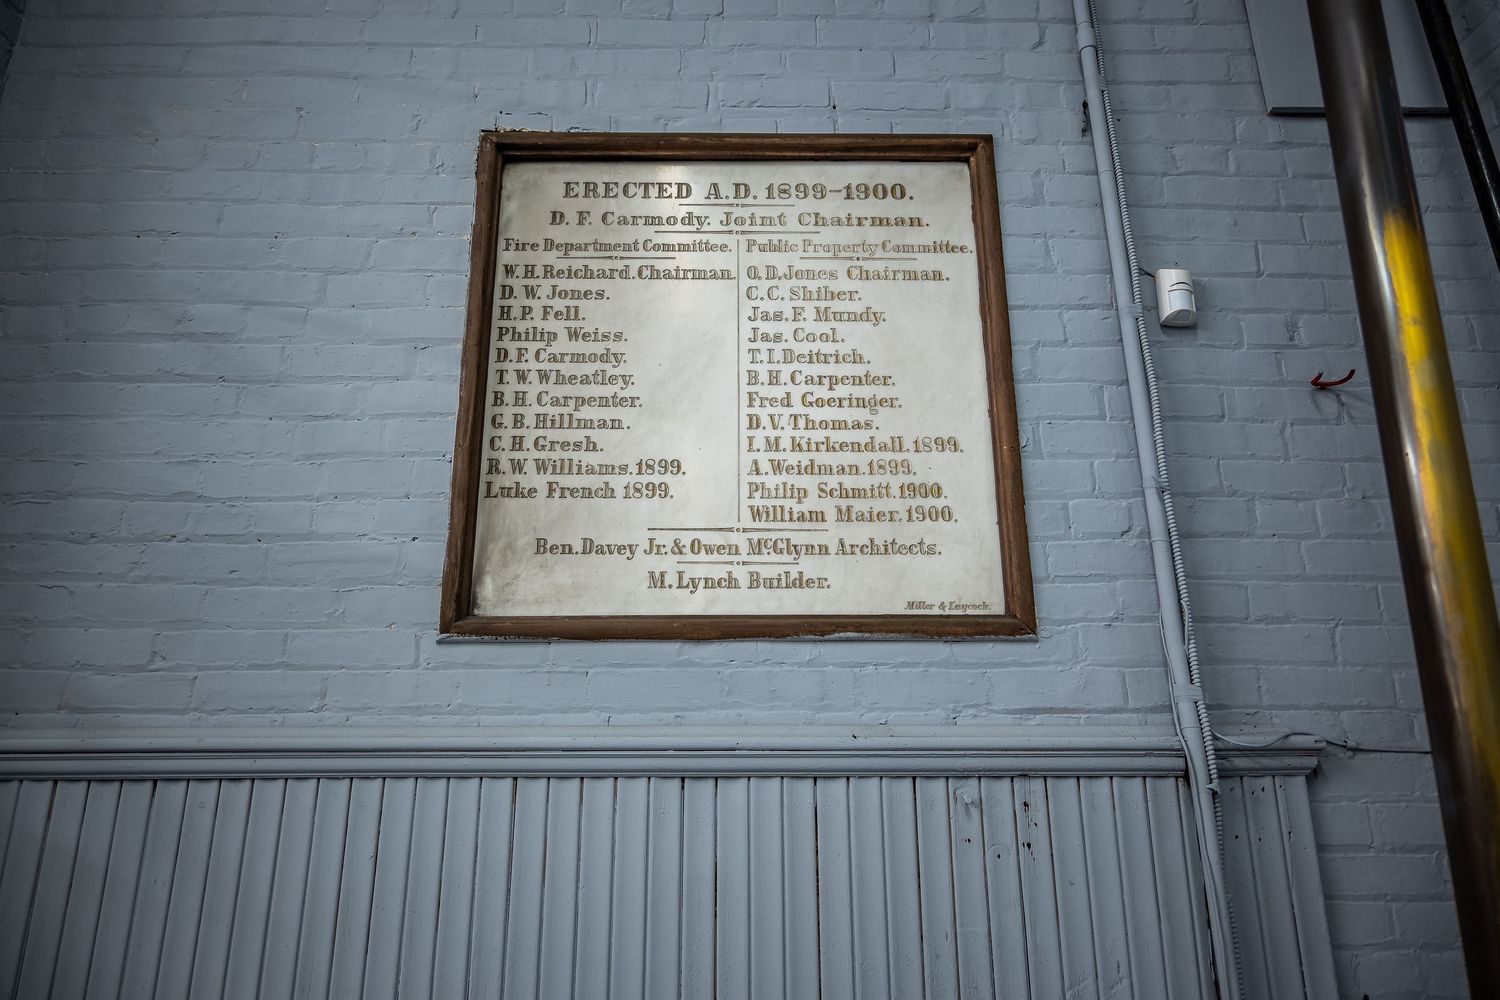 ERECTED A.D. 1899-1900.
D. F. Carmody. Joint Chairman.
Fire Department Committee.
W. H. Reichard. Chairman.
D. W. Jones.
H. P. Fell.
Philip Weiss.
D. F. Carmody.
T. W. Wheatley.
B. H. Carpenter.
G. B. Hillman.
C. H. Gresh.
R. W. Williams. 1899.
Luke French 1899.
Public Property Committee.
O. D. Jones Chairman.
C. C. Shiber.
Jas. F. Mundy.
Jas. Cool.
T. I. Deitrich.
B. H. Carpenter.
Fred Goeringer.
D. V. Thomas.
I. M. Kirkendall. 1899.
A. Weidman. 1899.
Philip Schmitt. 1900.
William Maier. 1900.
Ben. Davey Jr. & Owen McGlynn Architects.
M. Lynch Builder.
Miller & Laycock.